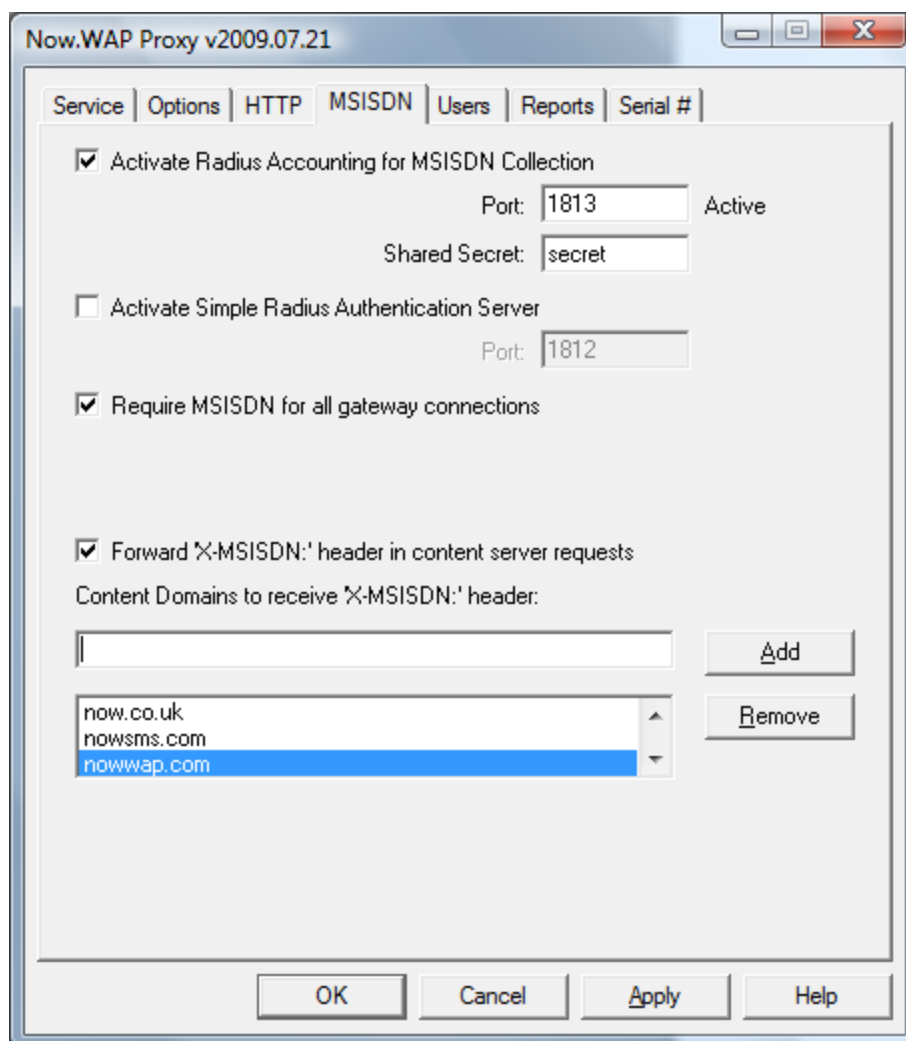 Now.WAP Proxy v2009.07.21
Service Options HTTP MSISDN Users Reports Serial #
Activate Radius Accounting for MSISDN Collection
Port: 1813 Active
Shared Secret: secret
Activate Simple Radius Authentication Server
Port: 1812
Require MSISDN for all gateway connections
Forward 'X-MSISDN:' header in content server requests
Content Domains to receive 'X-MSISDN:' header:
Add
now.co.uk
Remove
nowsms.com
nowwap.com
OK Cancel Apply Help